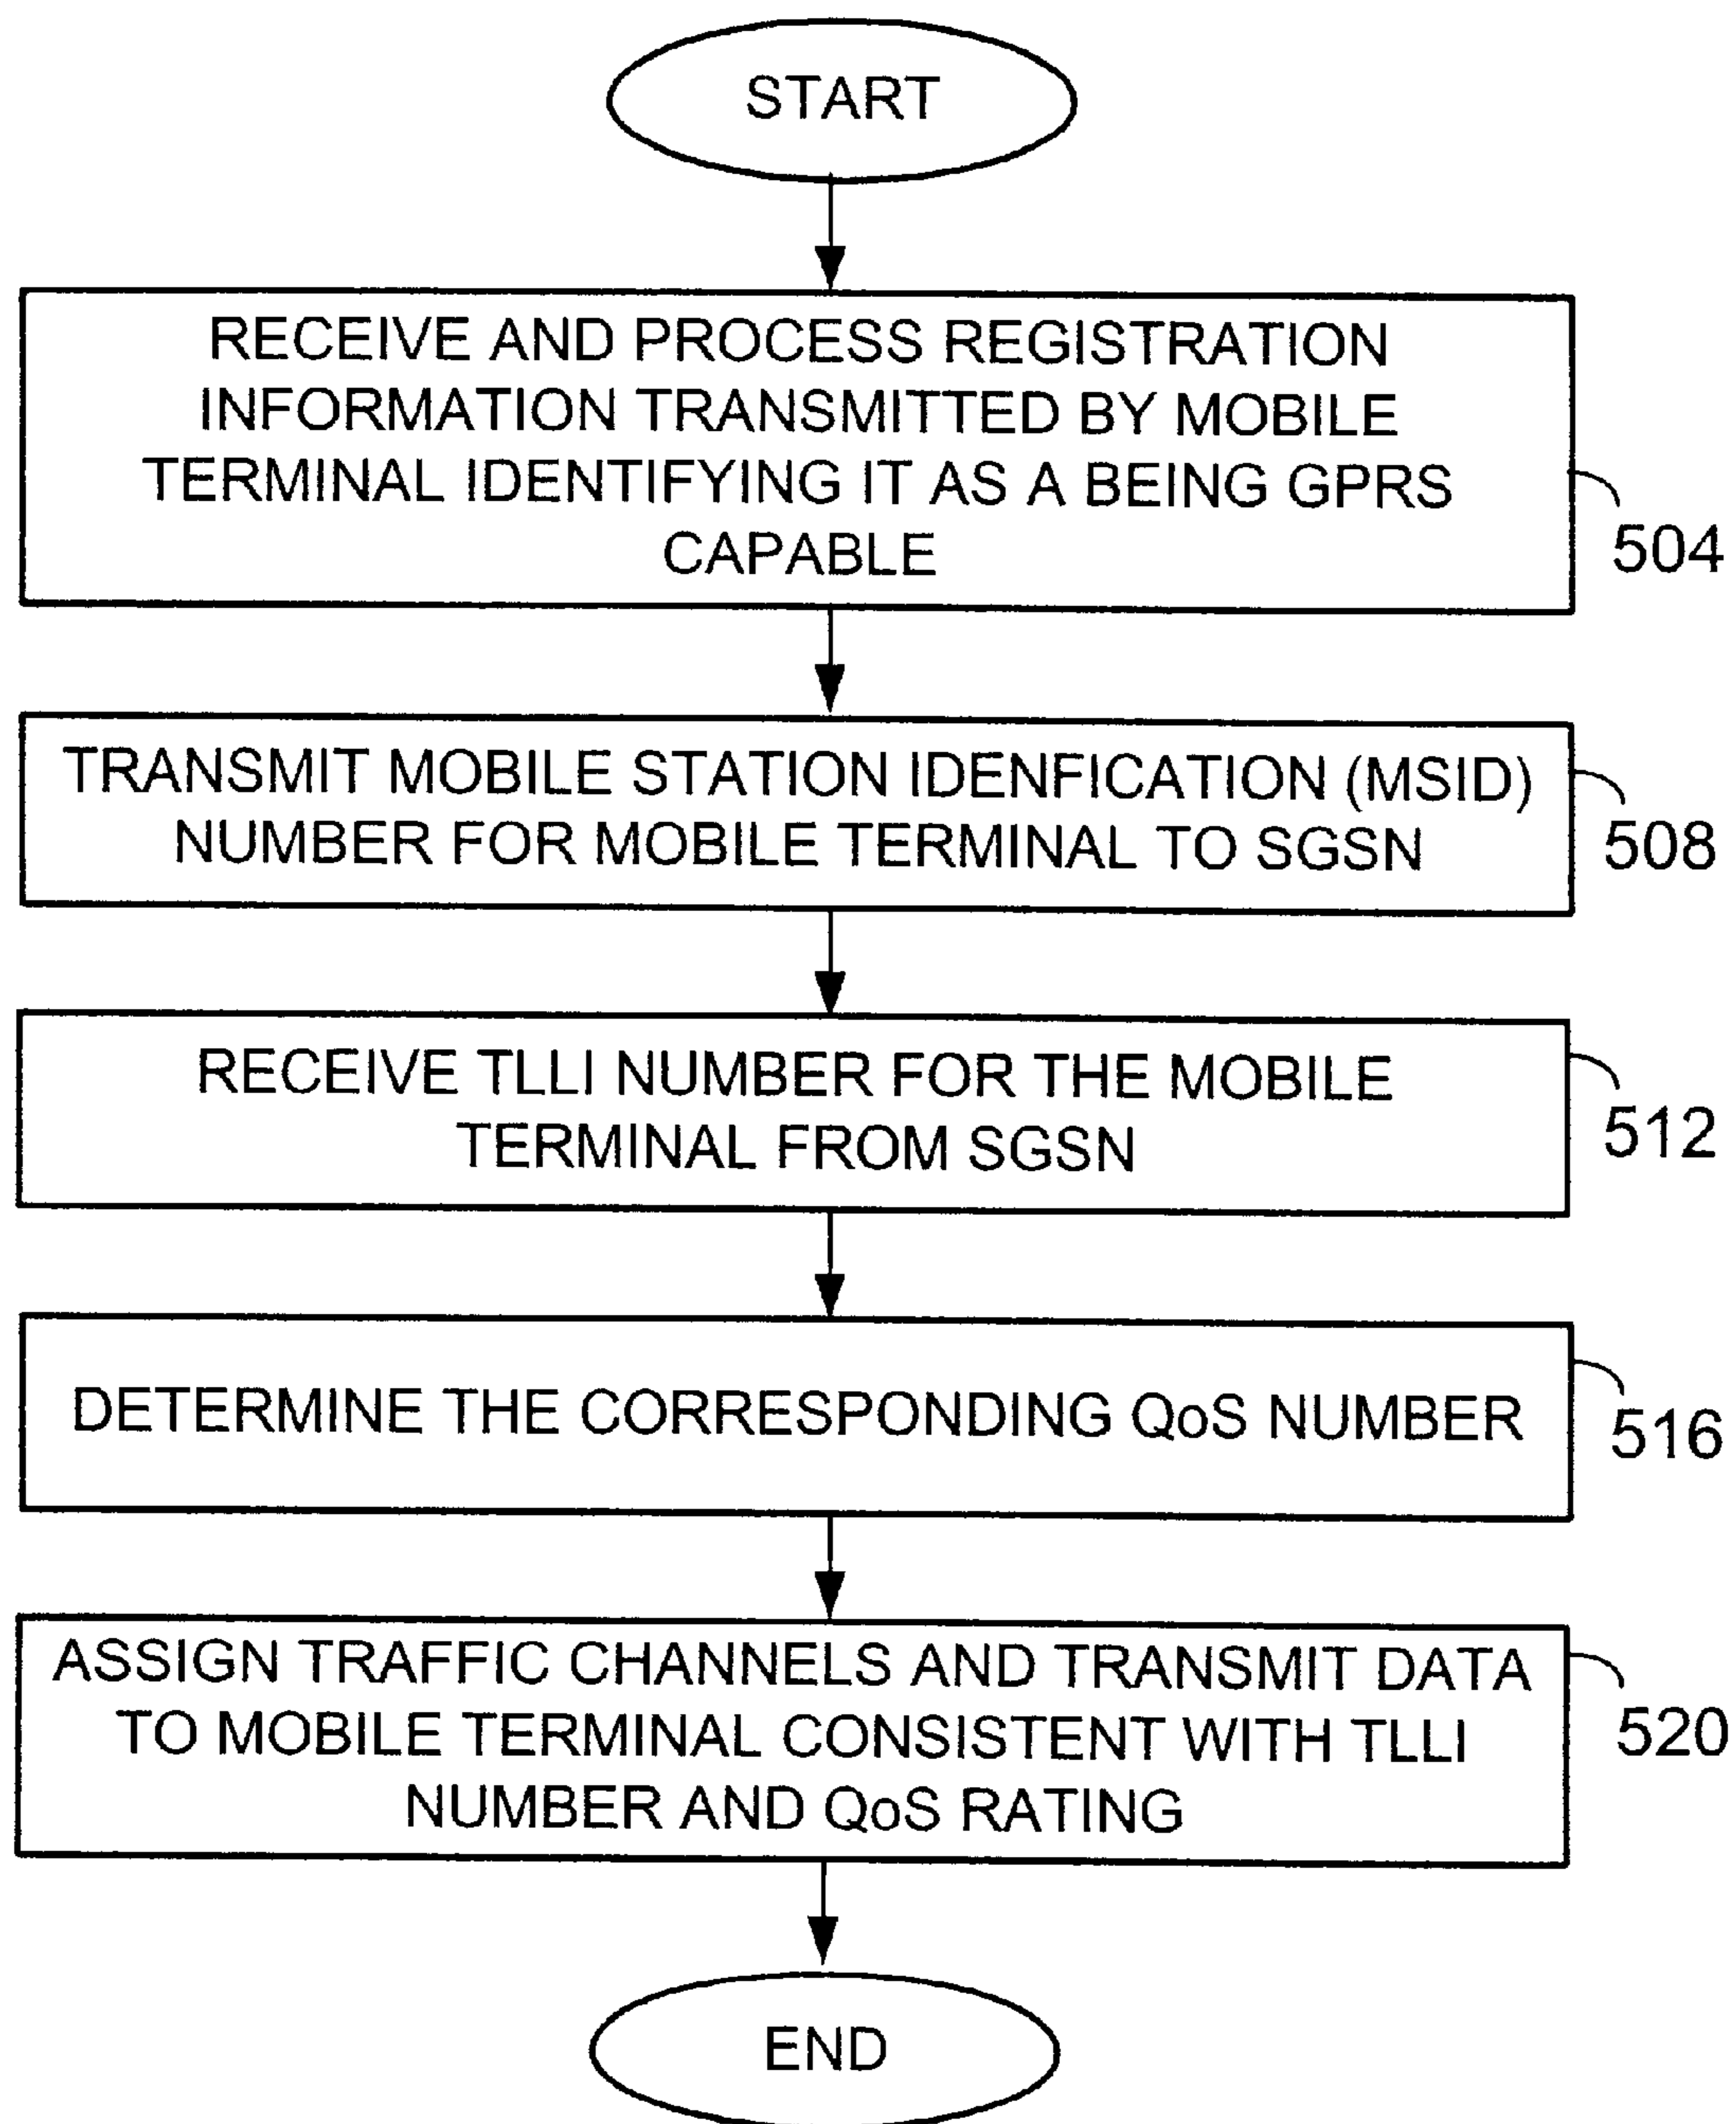 START
RECEIVE AND PROCESS REGISTRATION
INFORMATION TRANSMITTED BY MOBILE
TERMINAL IDENTIFYING IT AS A BEING GPRS
CAPABLE
504
TRANSMIT MOBILE STATION IDENFICATION (MSID)
NUMBER FOR MOBILE TERMINAL TO SGSN
508
RECEIVE TLLI NUMBER FOR THE MOBILE
TERMINAL FROM SGSN
512
DETERMINE THE CORRESPONDING QoS NUMBER
516
ASSIGN TRAFFIC CHANNELS AND TRANSMIT DATA
TO MOBILE TERMINAL CONSISTENT WITH TLLI
NUMBER AND QoS RATING
520
END